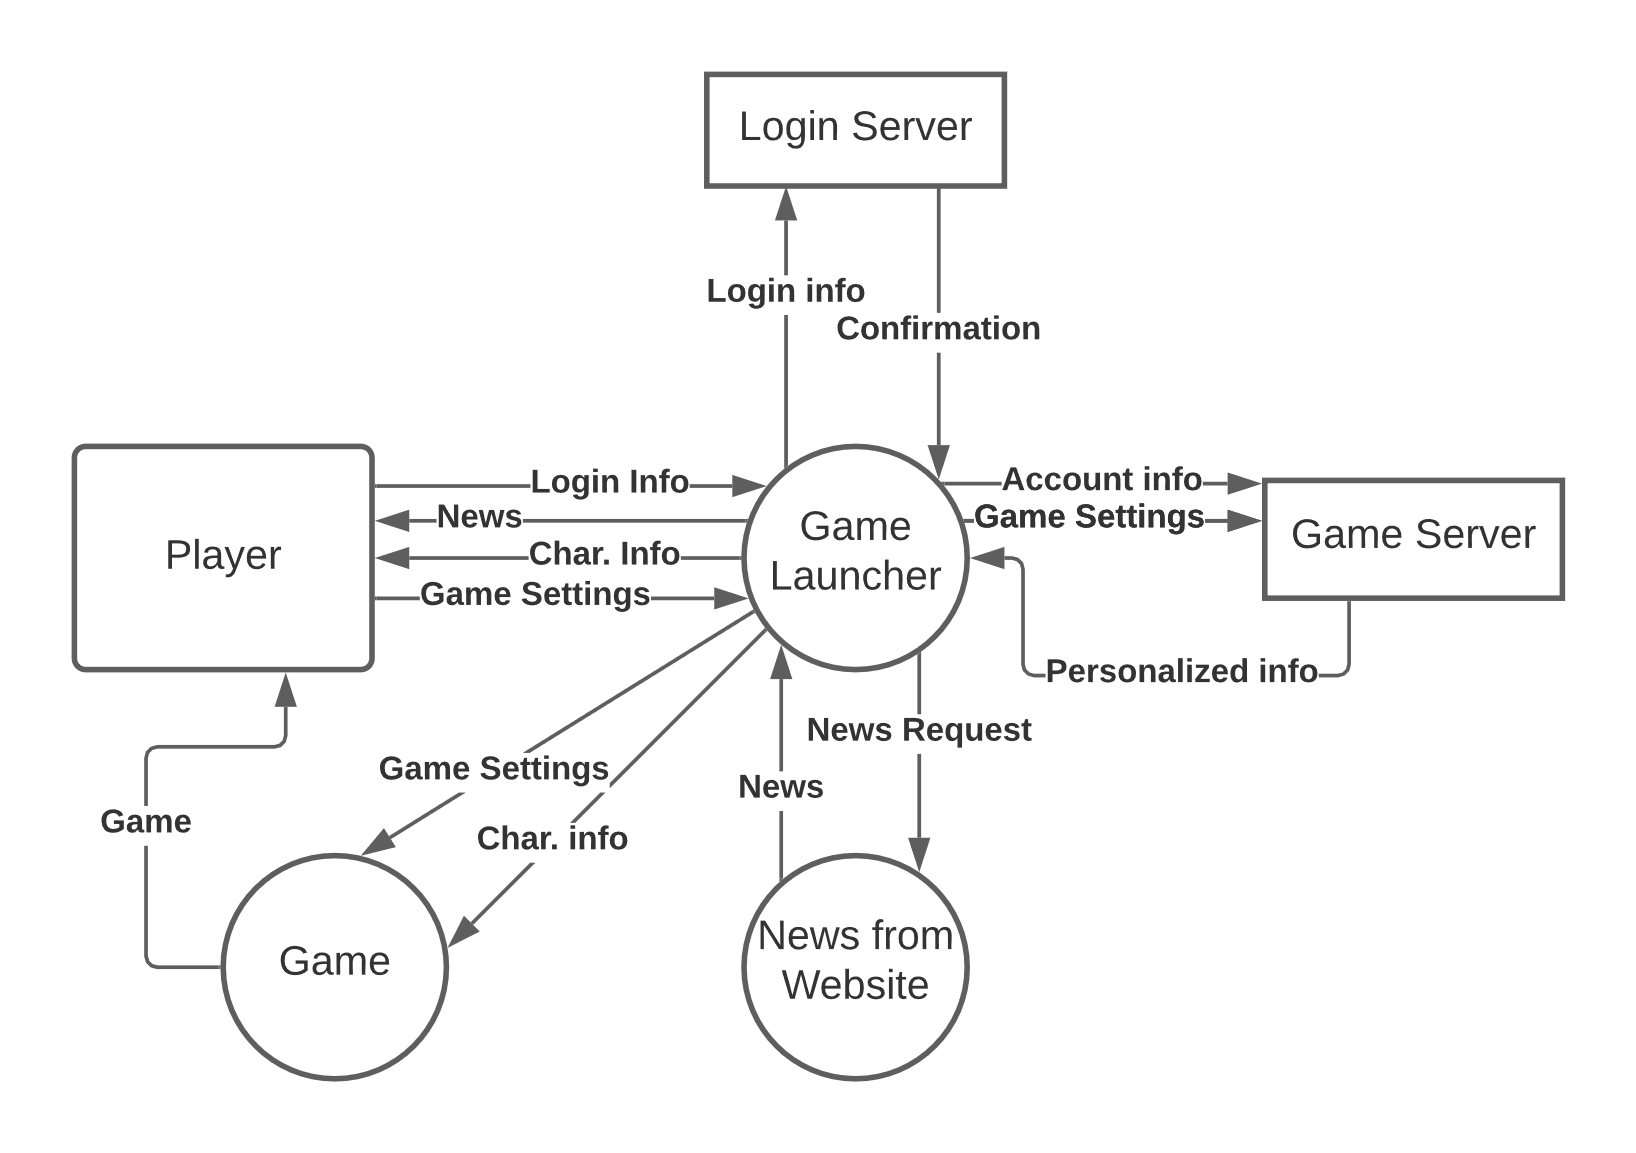 Login Server
Login info
Confirmation
Player
Login Info
News
Char. Info
Game Settings
Game
Launcher
Account info
Game Settings
Game Server
Personalized info
News Request
News
Game Settings
Char. info
Game
Game
News from
Website